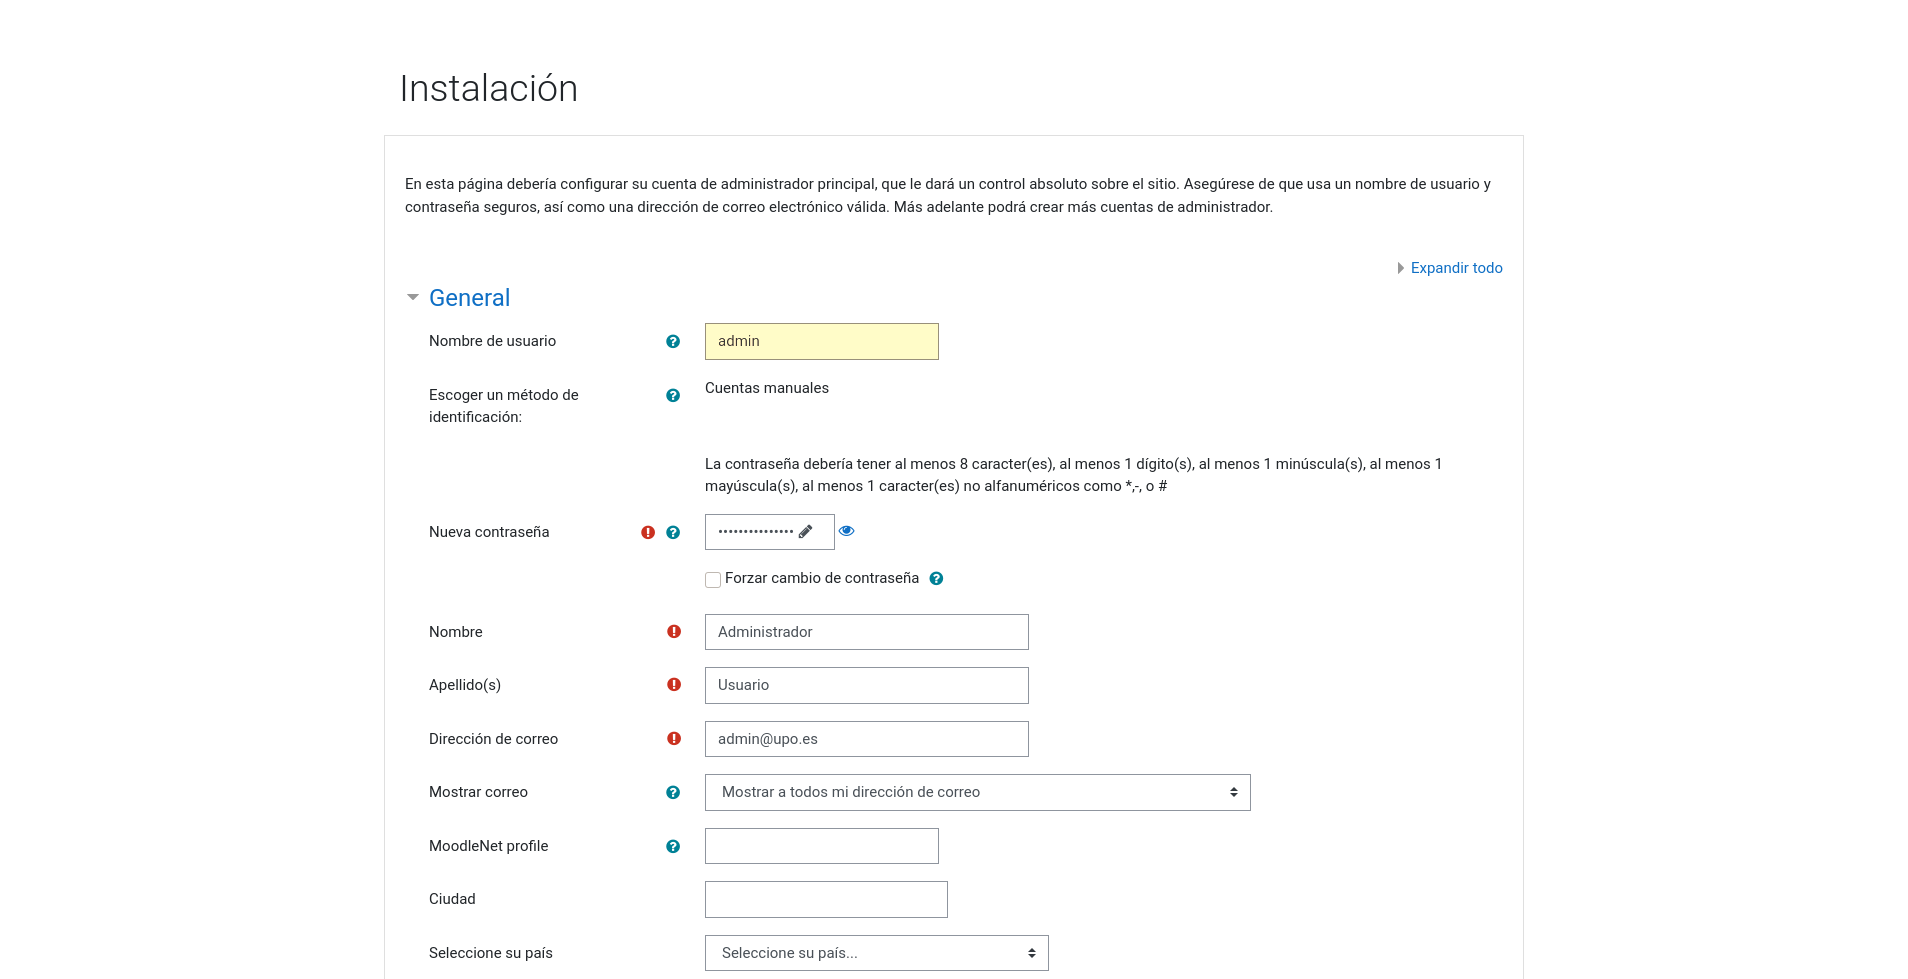 Instalación
En esta página debería configurar su cuenta de administrador principal, que le dará un control absoluto sobre el sitio. Asegúrese de que usa un nombre de usuario y
contraseña seguros, así como una dirección de correo electrónico válida. Más adelante podrá crear más cuentas de administrador.
Expandir todo
General
Nombre de usuario
admin
Escoger un método de
identificación:
Cuentas manuales
La contraseña debería tener al menos 8 caracter(es), al menos 1 dígito(s), al menos 1 minúscula(s), al menos 1
mayúscula(s), al menos 1 caracter(es) no alfanuméricos como *,-, o #
Nueva contraseña
•••••••••••••••
Forzar cambio de contraseña
Nombre
Administrador
Apellido(s)
Usuario
Dirección de correo
admin@upo.es
Mostrar correo
Mostrar a todos mi dirección de correo
MoodleNet profile
Ciudad
Seleccione su país
Seleccione su país...